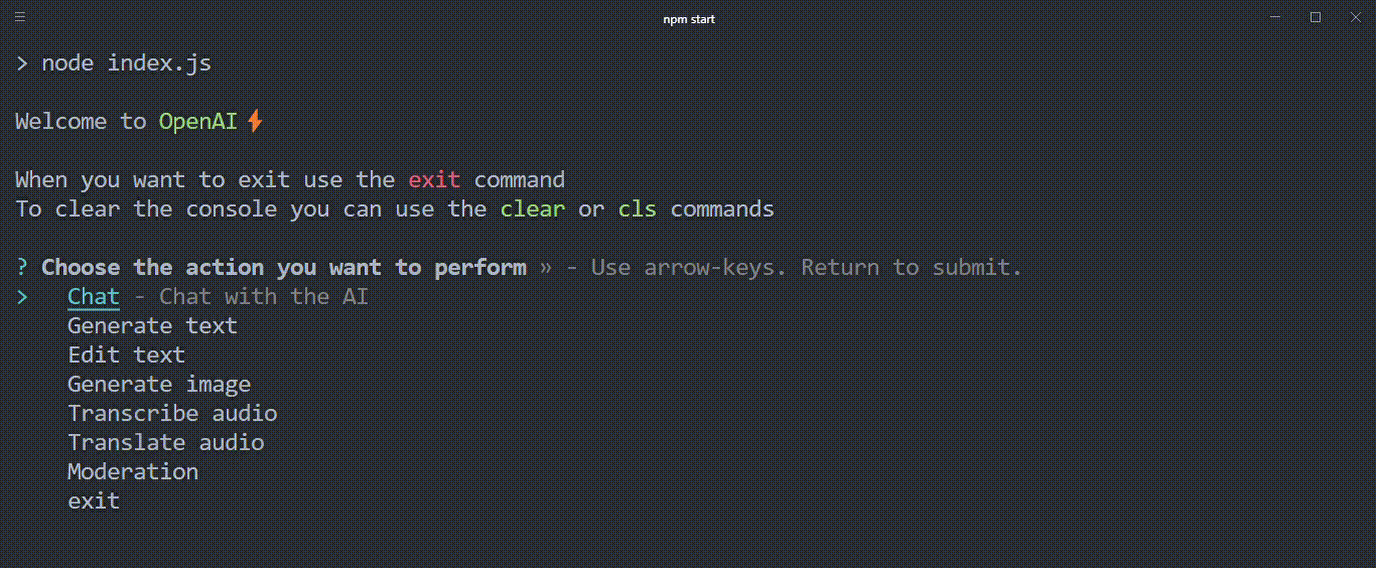 npm start
> node index.js
Welcome to OpenAI⚡
When you want to exit use the exit command
To clear the console you can use the clear or cls commands
? Choose the action you want to perform » - Use arrow-keys. Return to submit.
> Chat - Chat with the AI
Generate text
Edit text
Generate image
Transcribe audio
Translate audio
Moderation
exit